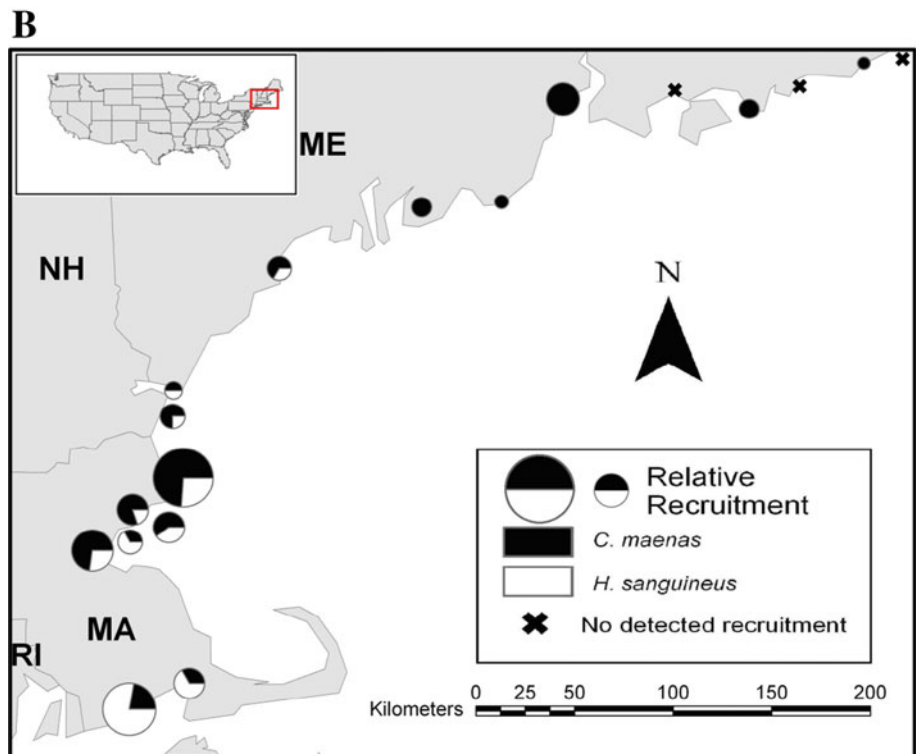 B
ME
NH
N
Relative
Recruitment
C. maenas
H. sanguineus
No detected recruitment
MA
RI
Kilometers
0 25 50 100 150 200